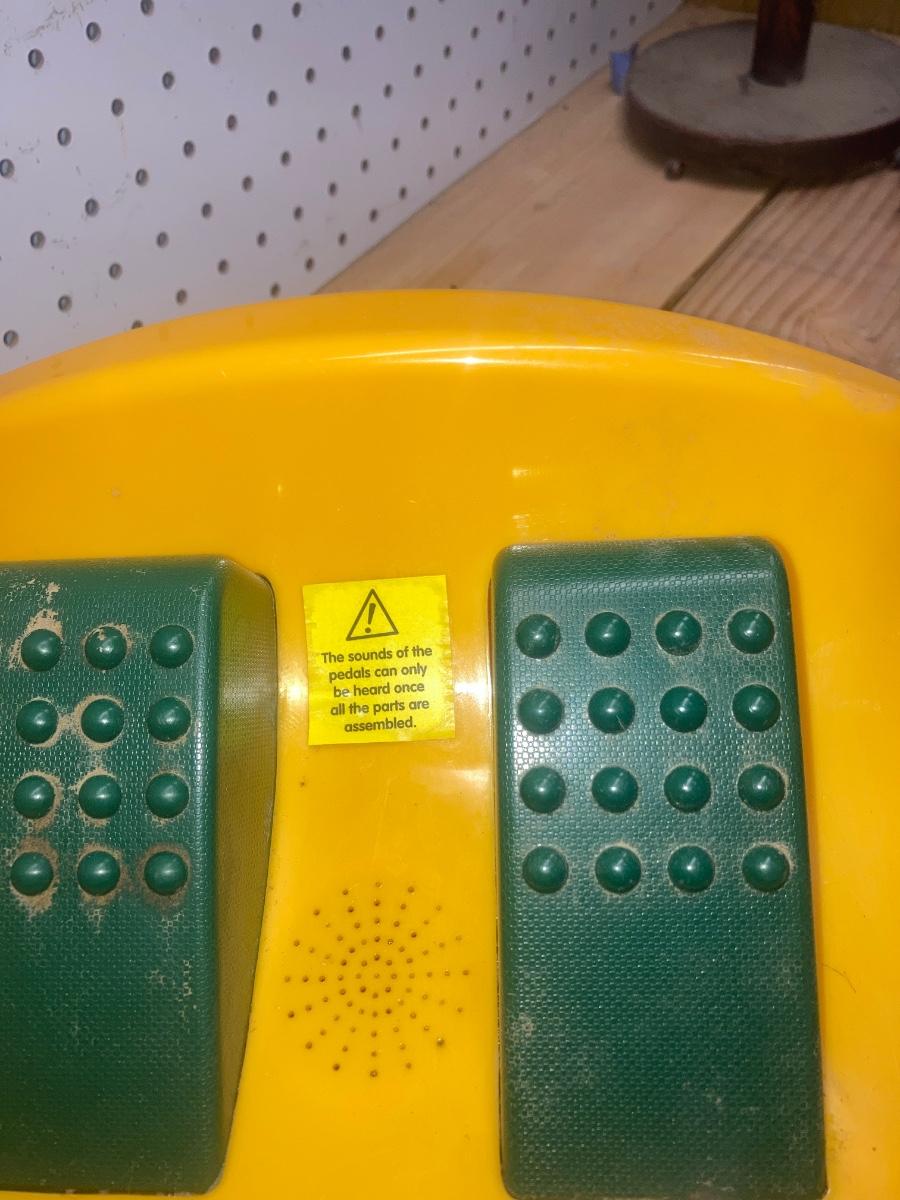 The sounds of the
pedals can only
be heard once
all the parts are
assembled.